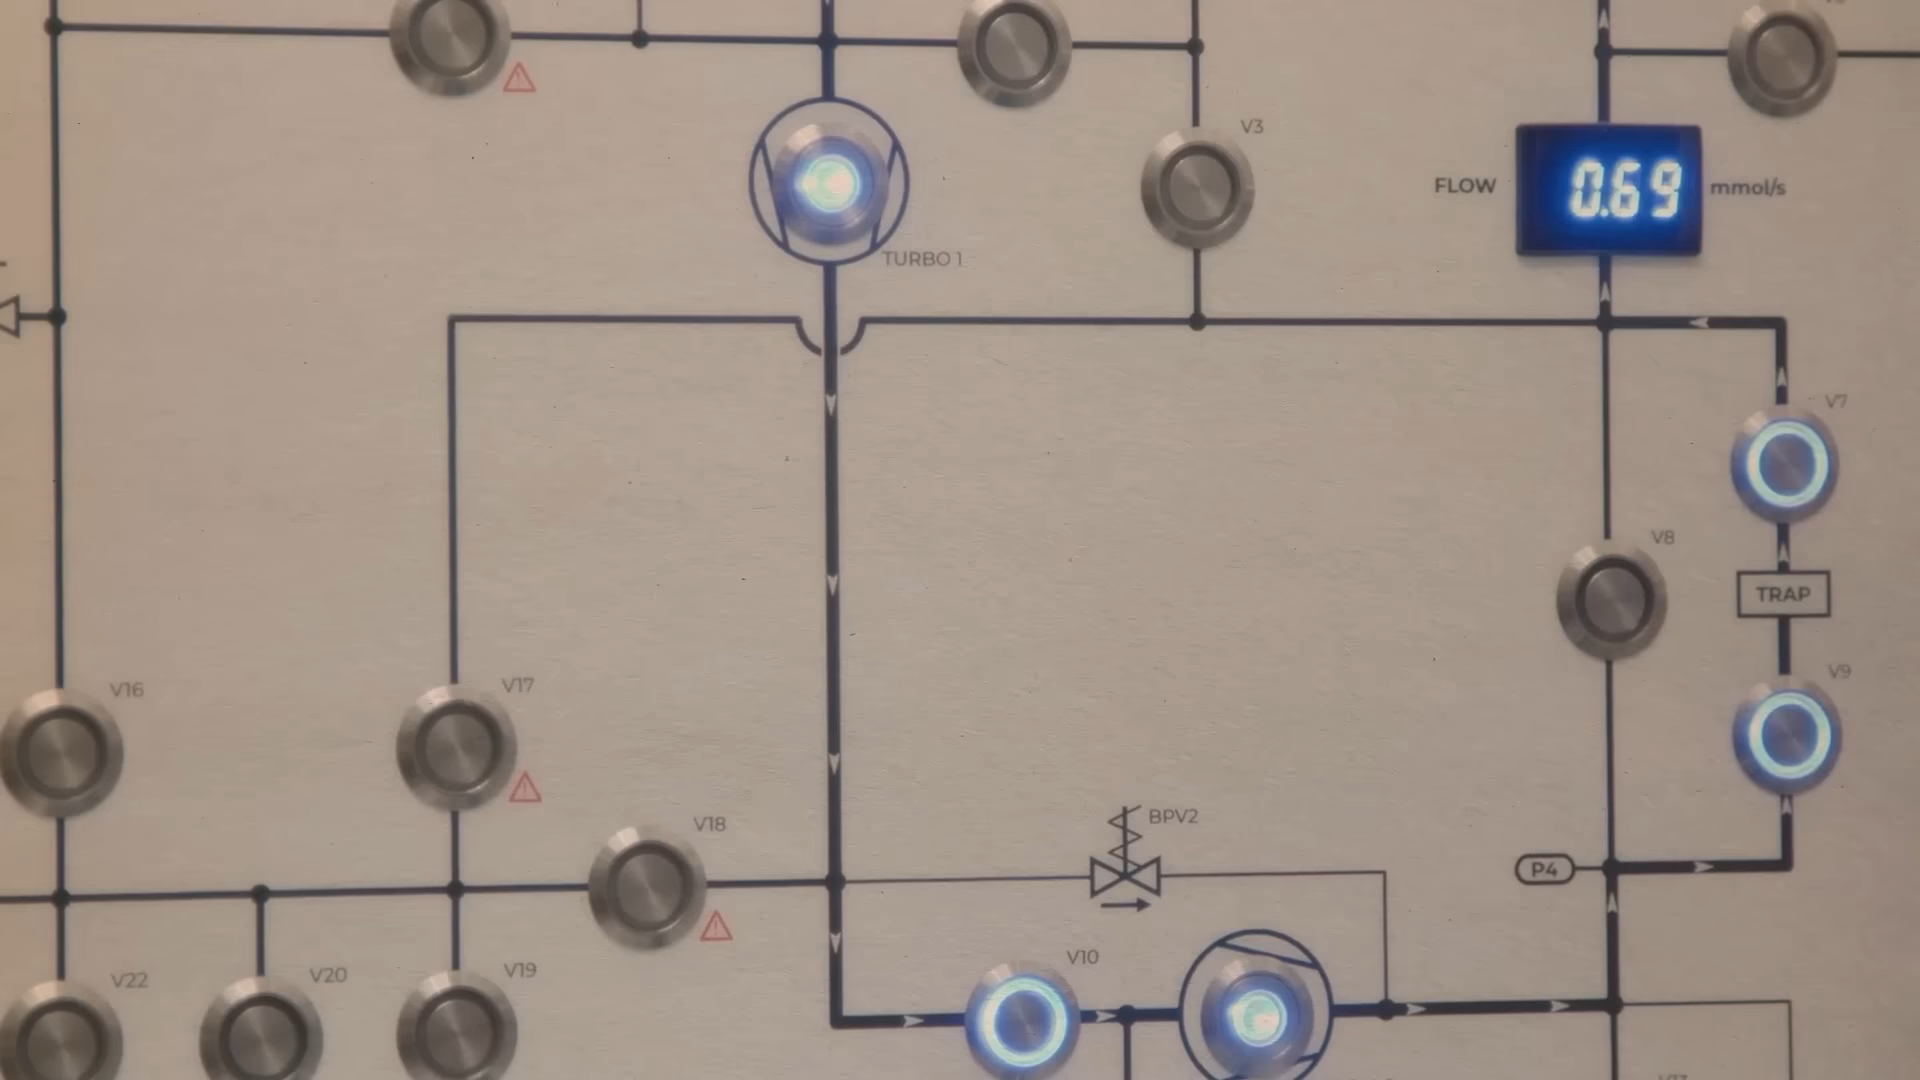 V3
FLOW 0.69 mmol/s
TURBO 1
V7
V8
TRAP
V9
V16
V17
V18
BPV2
P4
V10
V22
V20
V19